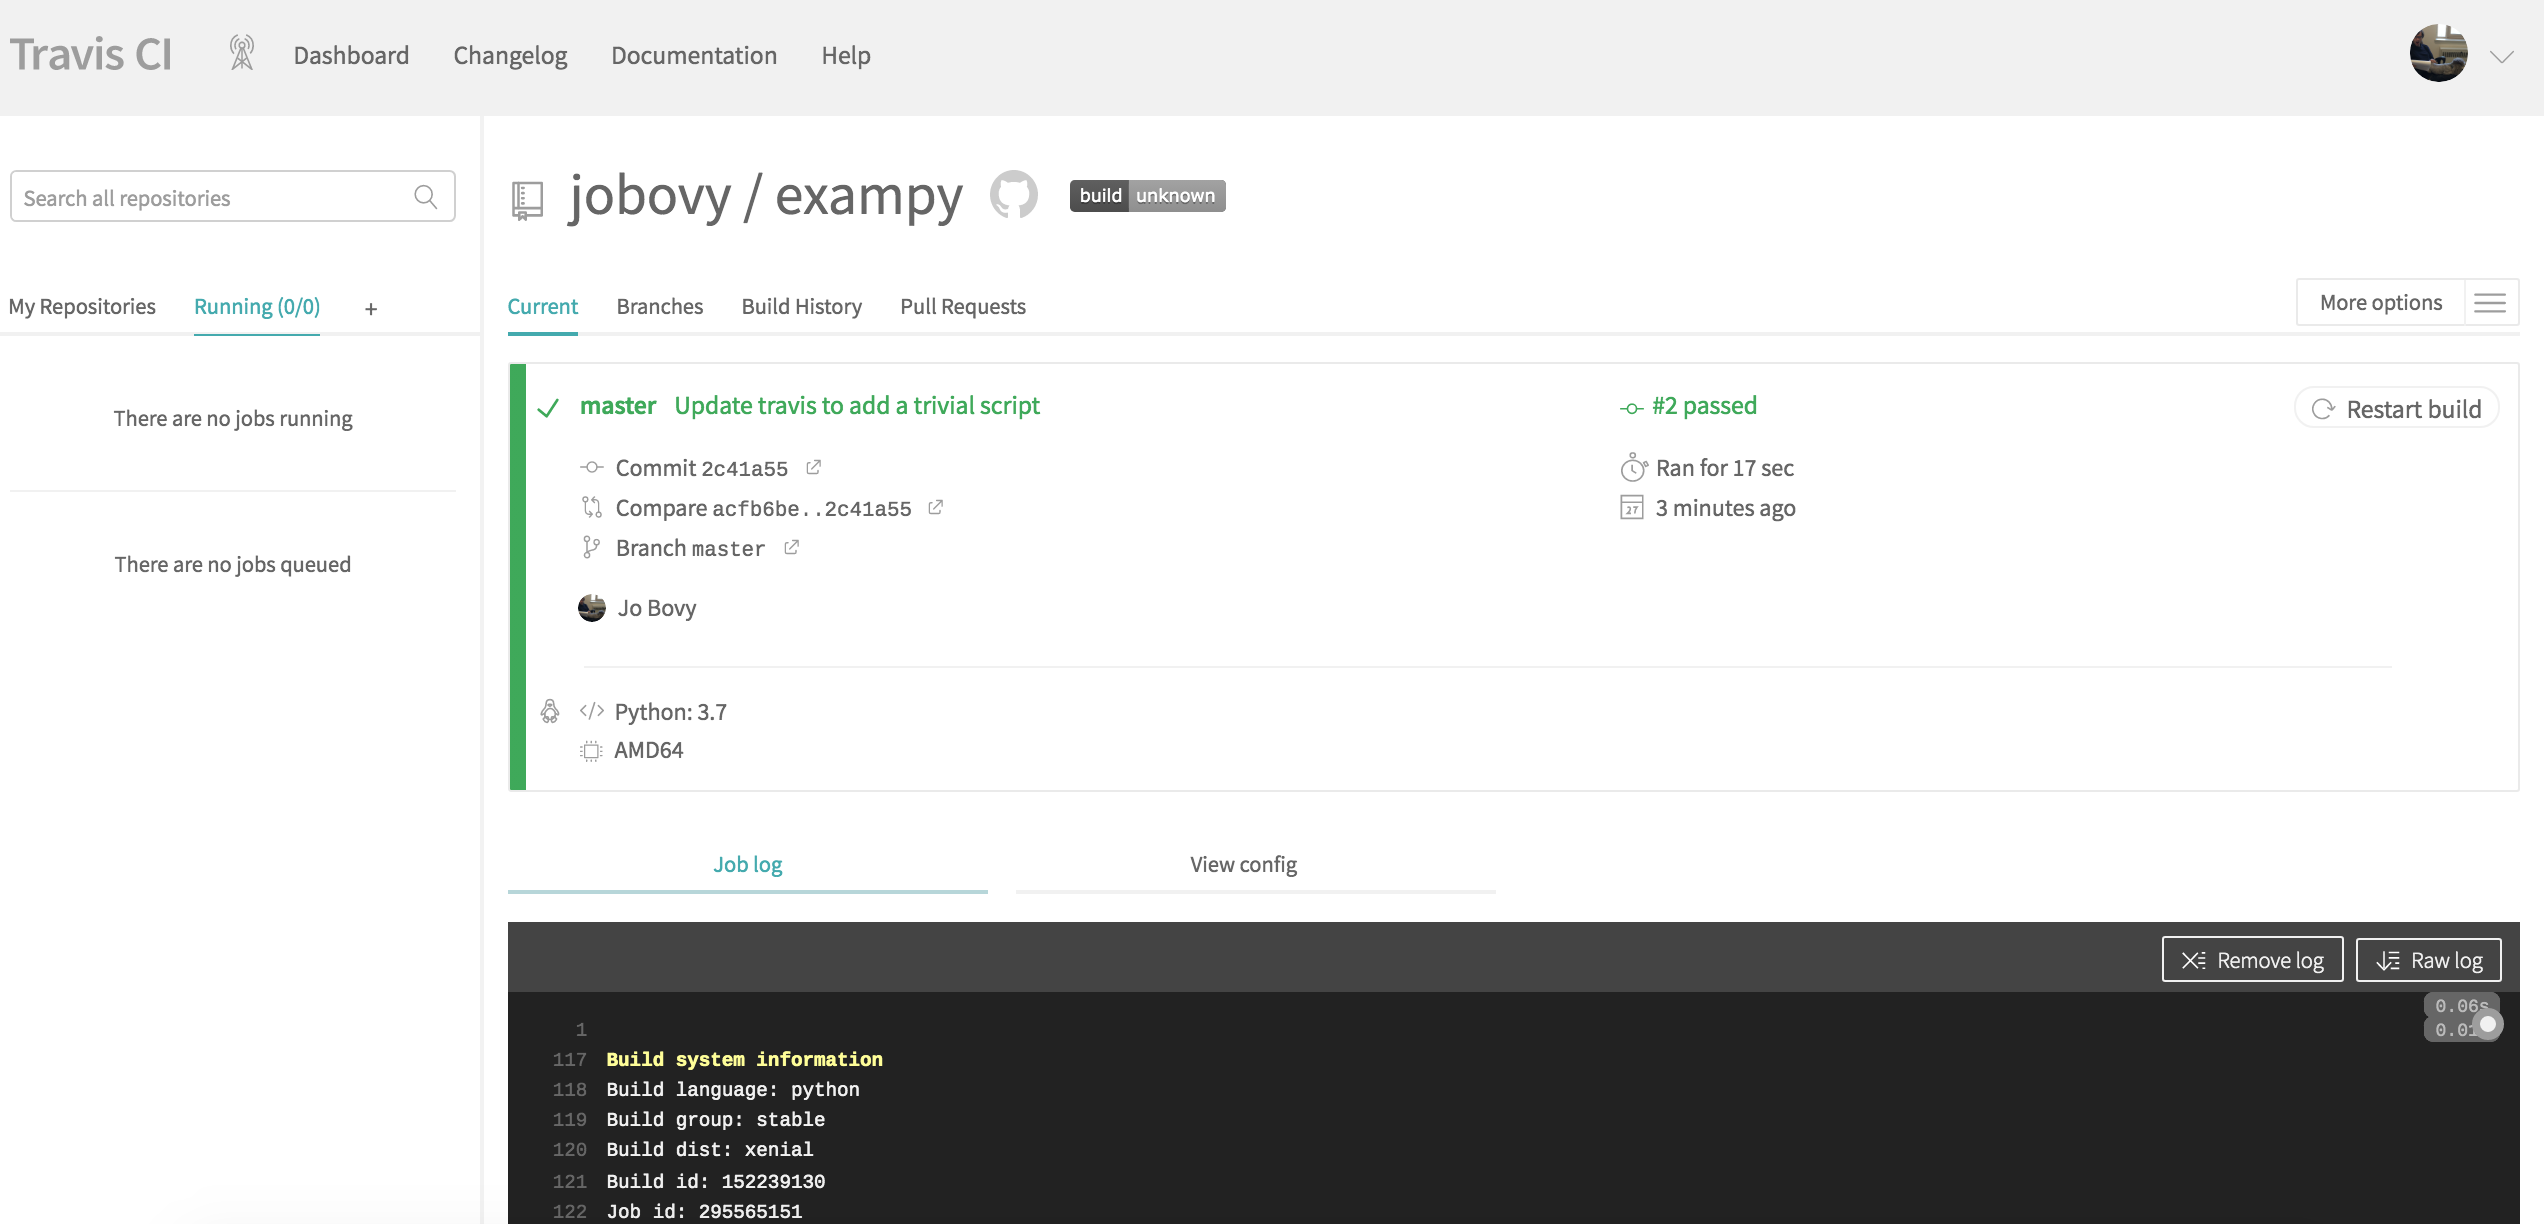 Travis CI Dashboard Changelog Documentation Help
Search all repositories
jobovy / exampy build unknown
My Repositories Running (0/0) +
Current Branches Build History Pull Requests More options
There are no jobs running
There are no jobs queued
master Update travis to add a trivial script #2 passed Restart build
Commit 2c41a55 Ran for 17 sec
Compare acfb6be..2c41a55 3 minutes ago
Branch master
Jo Bovy
Python: 3.7
AMD64
Job log View config
Remove log Raw log
0.06s
1
117 Build system information
118 Build language: python
119 Build group: stable
120 Build dist: xenial
121 Build id: 152239130
122 Job id: 295565151